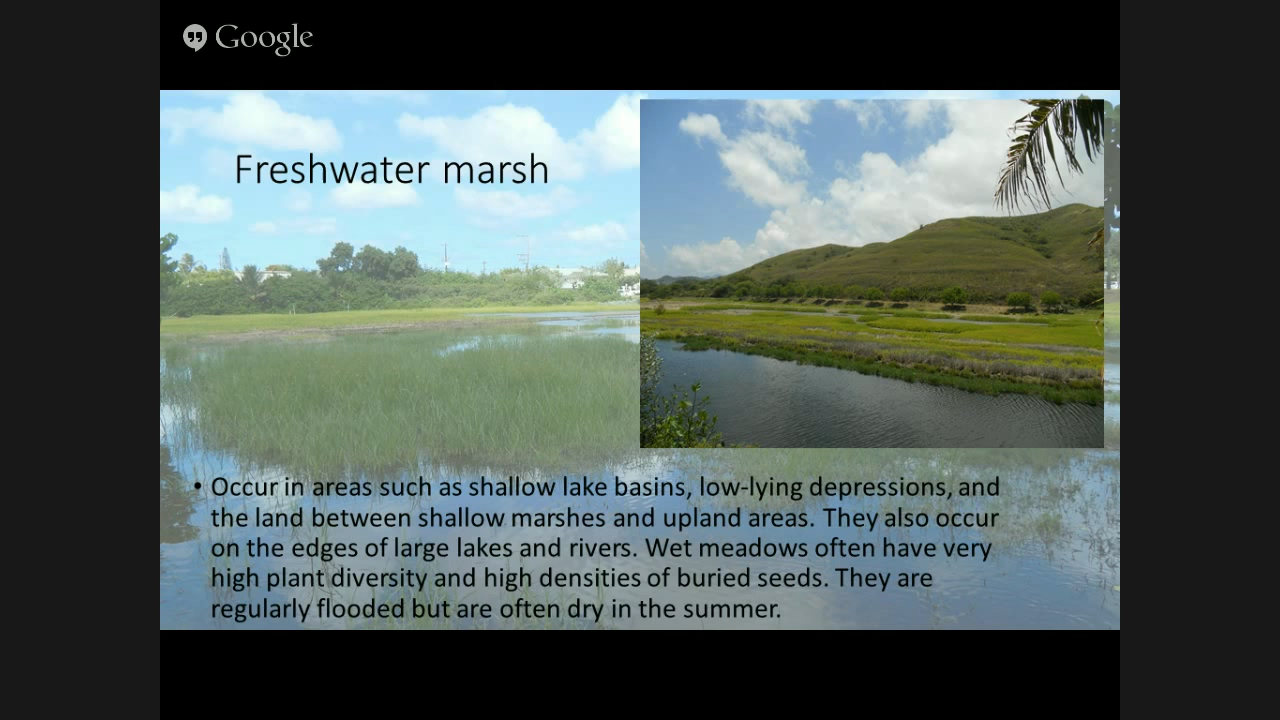 Google
Freshwater marsh
• Occur in areas such as shallow lake basins, low-lying depressions, and
the land between shallow marshes and upland areas. They also occur
on the edges of large lakes and rivers. Wet meadows often have very
high plant diversity and high densities of buried seeds. They are
regularly flooded but are often dry in the summer.